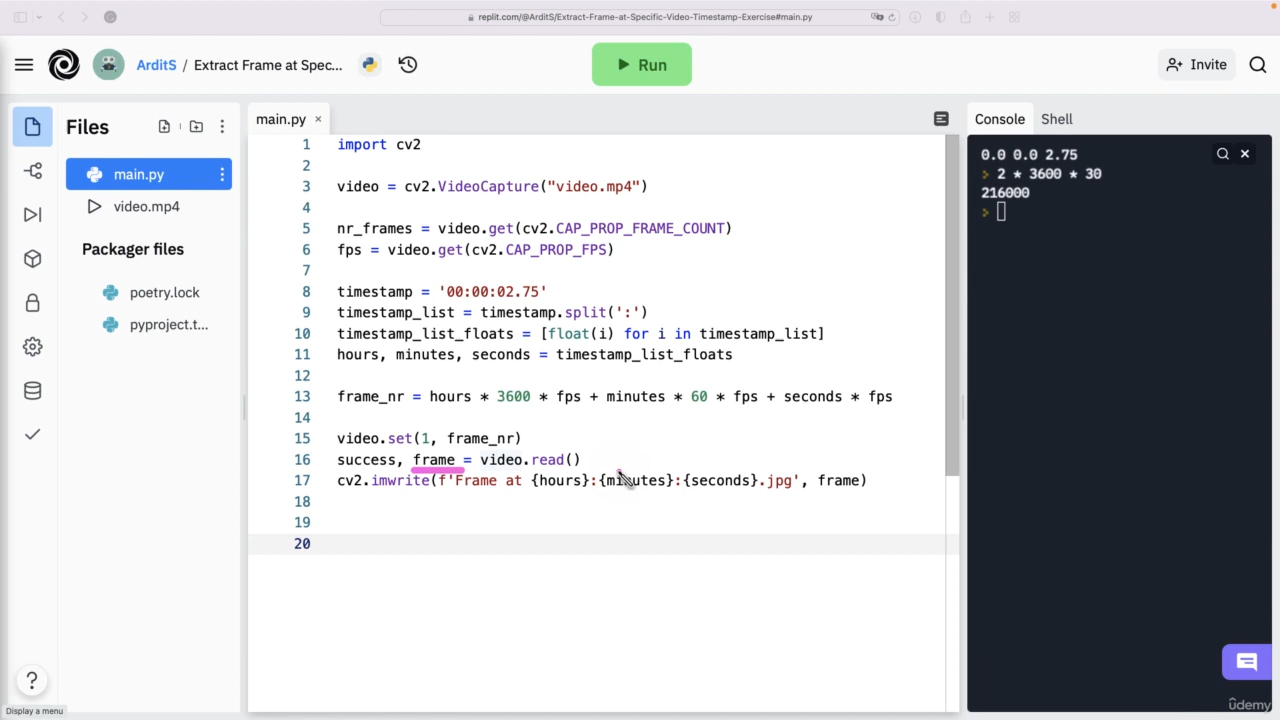 replit.com/@ArditS/Extract-Frame-at-Specific-Video-Timestamp-Exercise#main.py
ArditS / Extract Frame at Spec...
Run
Invite
Files
main.py
video.mp4
Packager files
poetry.lock
pyproject.t...
Display a menu
main.py
1 import cv2
2
3 video = cv2.VideoCapture("video.mp4")
4
5 nr_frames = video.get(cv2.CAP_PROP_FRAME_COUNT)
6 fps = video.get(cv2.CAP_PROP_FPS)
7
8 timestamp = '00:00:02.75'
9 timestamp_list = timestamp.split(':')
10 timestamp_list_floats = [float(i) for i in timestamp_list]
11 hours, minutes, seconds = timestamp_list_floats
12
13 frame_nr = hours * 3600 * fps + minutes * 60 * fps + seconds * fps
14
15 video.set(1, frame_nr)
16 success, frame = video.read()
17 cv2.imwrite(f'Frame at {hours}:{minutes}:{seconds}.jpg', frame)
18
19
20
Console
Shell
0.0 0.0 2.75
> 2 * 3600 * 30
216000
>
ûdemy